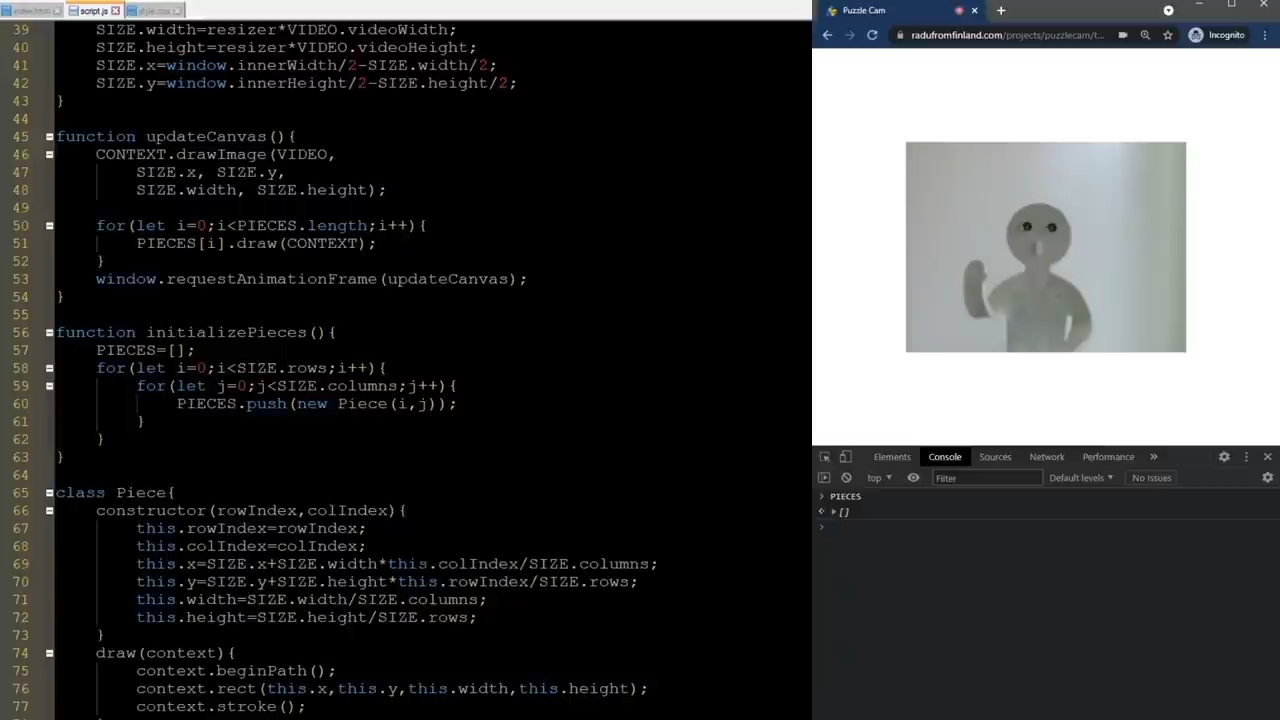 index.html script.js style.css
39 SIZE.width=resizer*VIDEO.videoWidth;
40 SIZE.height=resizer*VIDEO.videoHeight;
41 SIZE.x=window.innerWidth/2-SIZE.width/2;
42 SIZE.y=window.innerHeight/2-SIZE.height/2;
43 }
44
45 function updateCanvas(){
46 CONTEXT.drawImage(VIDEO,
47 SIZE.x, SIZE.y,
48 SIZE.width, SIZE.height);
49
50 for(let i=0;i<PIECES.length;i++){
51 PIECES[i].draw(CONTEXT);
52 }
53 window.requestAnimationFrame(updateCanvas);
54 }
55
56 function initializePieces(){
57 PIECES=[];
58 for(let i=0;i<SIZE.rows;i++){
59 for(let j=0;j<SIZE.columns;j++){
60 PIECES.push(new Piece(i,j));
61 }
62 }
63 }
64
65 class Piece{
66 constructor(rowIndex,colIndex){
67 this.rowIndex=rowIndex;
68 this.colIndex=colIndex;
69 this.x=SIZE.x+SIZE.width*this.colIndex/SIZE.columns;
70 this.y=SIZE.y+SIZE.height*this.rowIndex/SIZE.rows;
71 this.width=SIZE.width/SIZE.columns;
72 this.height=SIZE.height/SIZE.rows;
73 }
74 draw(context){
75 context.beginPath();
76 context.rect(this.x,this.y,this.width,this.height);
77 context.stroke();
Puzzle Cam
radufromfinland.com/projects/puzzlecam/t... Incognito
Elements Console Sources Network Performance »
top Filter Default levels No Issues
> PIECES
[]
>